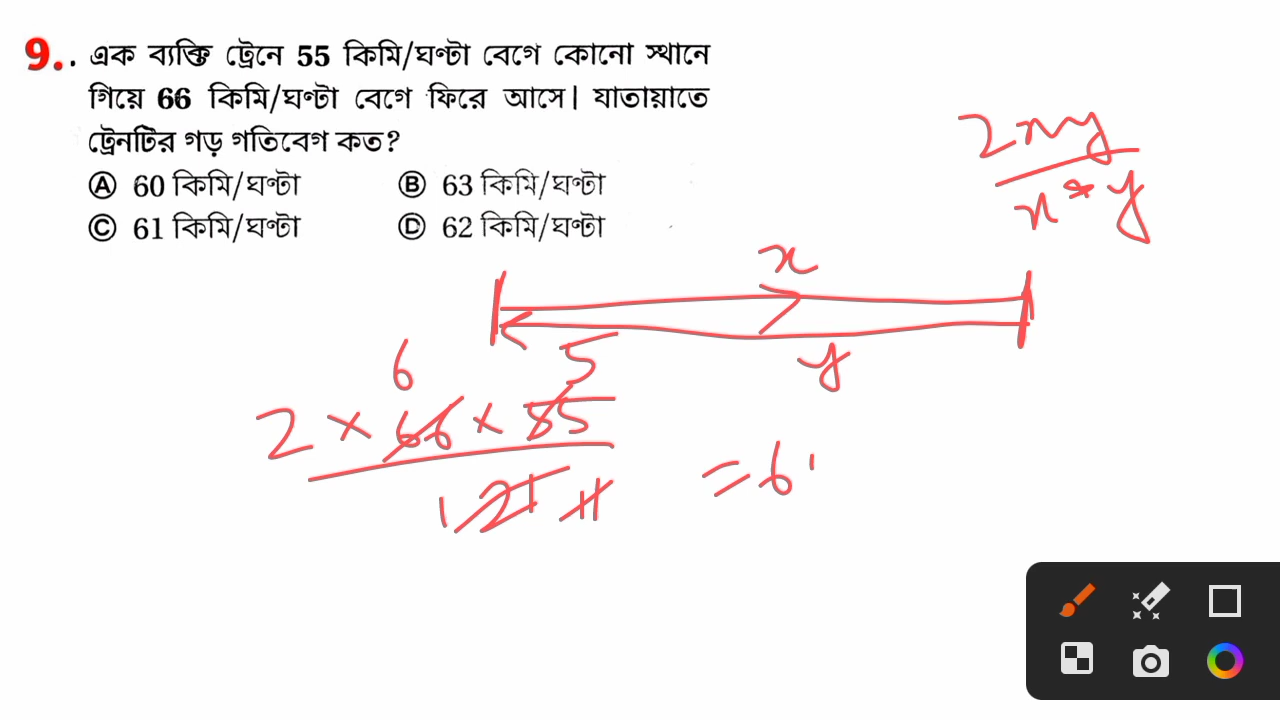 9.. এক ব্যক্তি ট্রেনে 55 কিমি/ঘণ্টা বেগে কোনো স্থানে
গিয়ে 66 কিমি/ঘণ্টা বেগে ফিরে আসে। যাতায়াতে
ট্রেনটির গড় গতিবেগ কত?
Ⓐ 60 কিমি/ঘণ্টা Ⓑ 63 কিমি/ঘণ্টা
Ⓒ 61 কিমি/ঘণ্টা Ⓓ 62 কিমি/ঘণ্টা
2xy
x * y
x
y
6 5
2 × 66 × 55
121 11
= 6